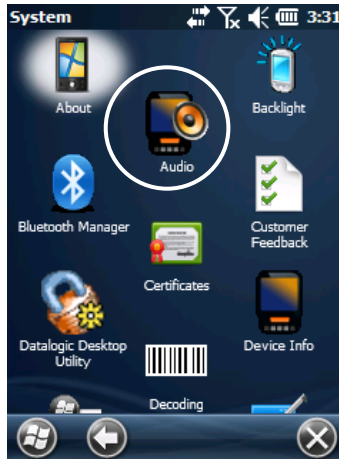 System 3:31
About
Audio
Backlight
Bluetooth Manager
Certificates
Customer
Feedback
Datalogic Desktop
Utility
Decoding
Device Info